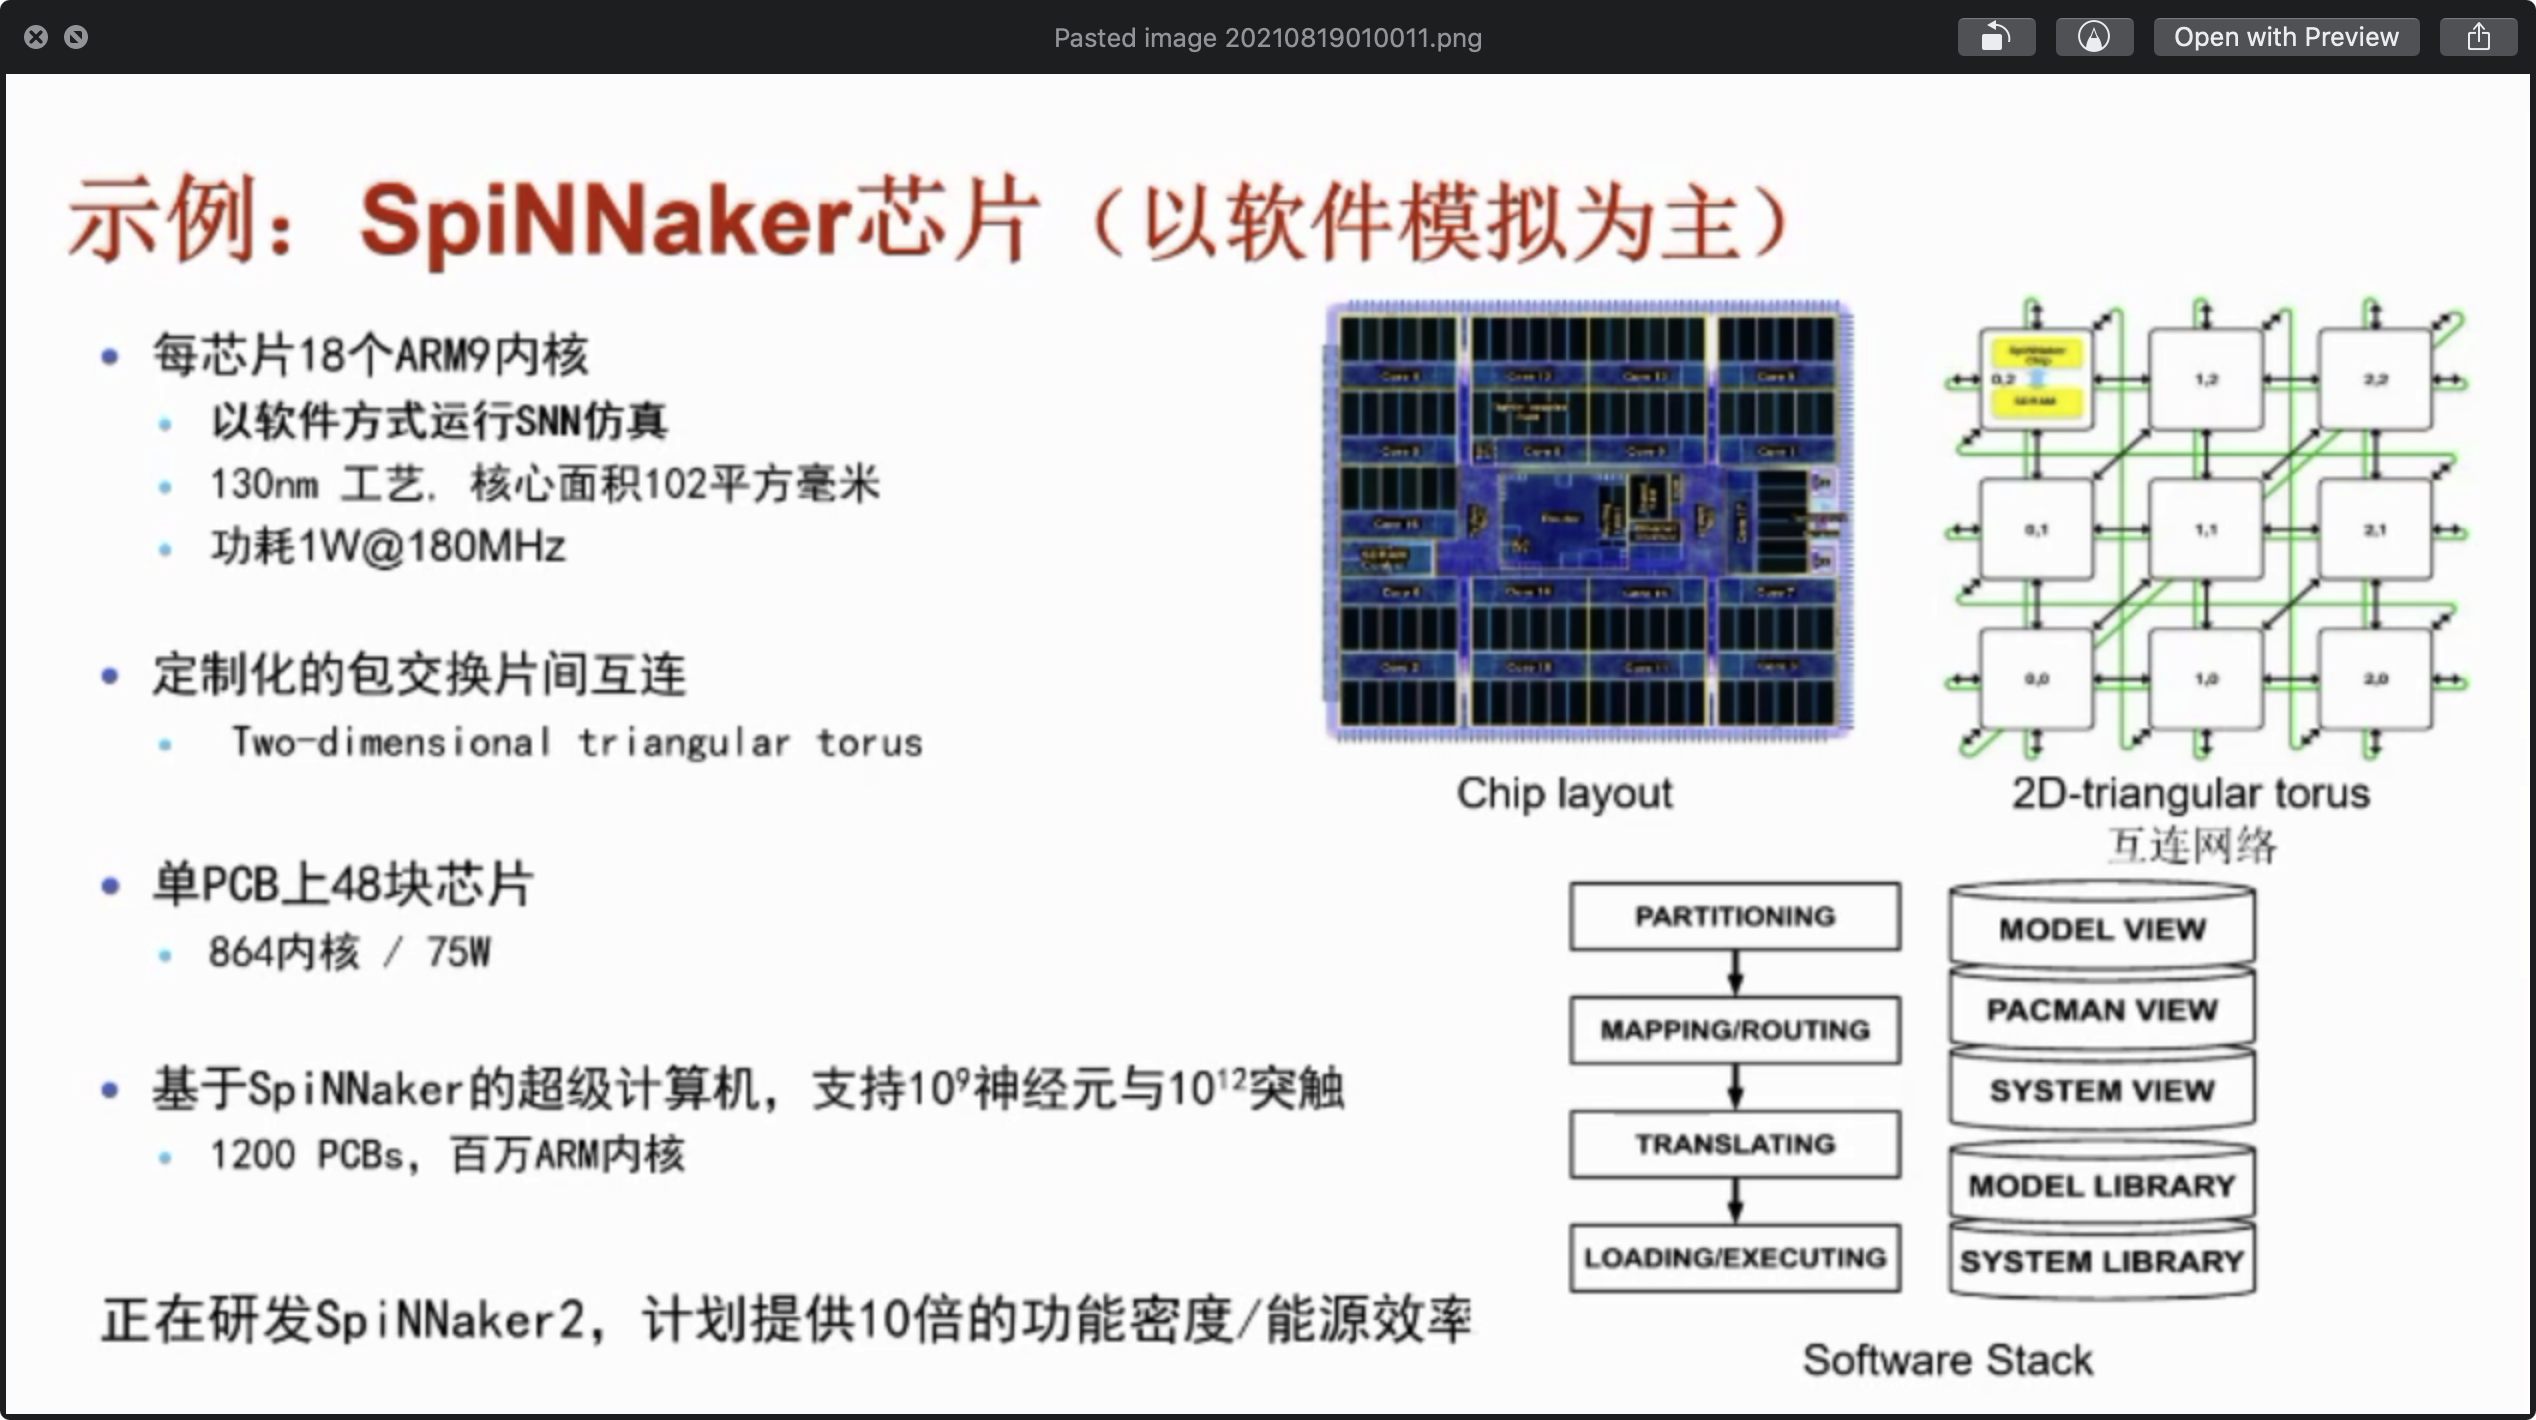 Pasted image 20210819010011.png
Open with Preview
示例：SpiNNaker芯片（以软件模拟为主）
每芯片18个ARM9内核
以软件方式运行SNN仿真
130nm 工艺, 核心面积102平方毫米
功耗1W@180MHz
定制化的包交换片间互连
Two-dimensional triangular torus
单PCB上48块芯片
864内核 / 75W
基于SpiNNaker的超级计算机，支持10⁹神经元与10¹²突触
1200 PCBs，百万ARM内核
正在研发SpiNNaker2，计划提供10倍的功能密度/能源效率
Chip layout
0,2
1,2
2,2
0,1
1,1
2,1
0,0
1,0
2,0
2D-triangular torus
互连网络
PARTITIONING
MAPPING/ROUTING
TRANSLATING
LOADING/EXECUTING
MODEL VIEW
PACMAN VIEW
SYSTEM VIEW
MODEL LIBRARY
SYSTEM LIBRARY
Software Stack